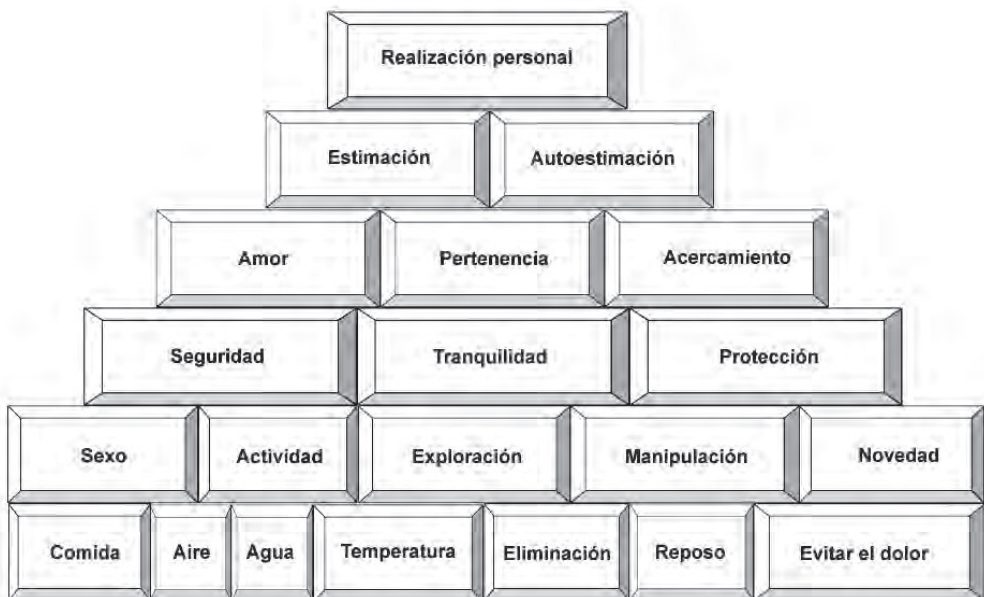 Realización personal
Estimación Autoestimación
Amor Pertenencia Acercamiento
Seguridad Tranquilidad Protección
Sexo Actividad Exploración Manipulación Novedad
Comida Aire Agua Temperatura Eliminación Reposo Evitar el dolor